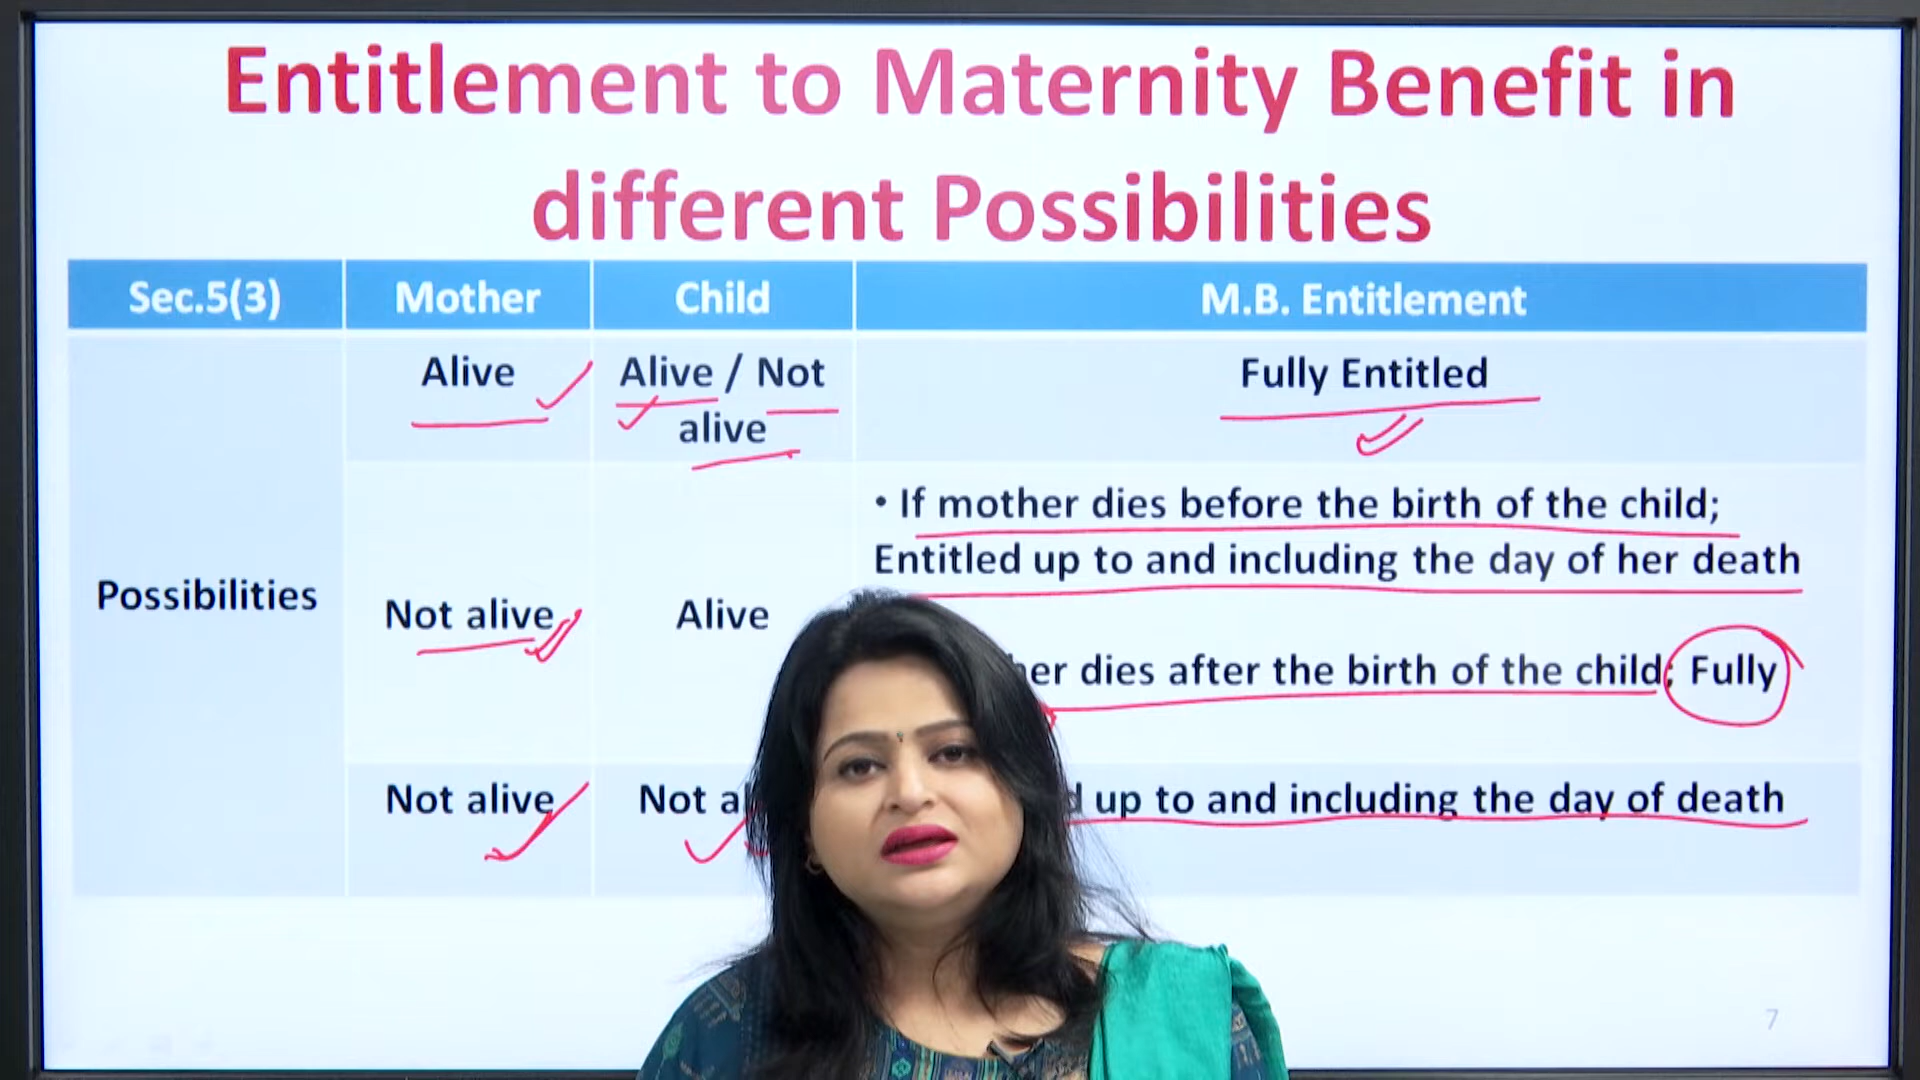 Entitlement to Maternity Benefit in
different Possibilities
Sec.5(3) Mother Child M.B. Entitlement
Alive Alive / Not Fully Entitled
alive
• If mother dies before the birth of the child;
Entitled up to and including the day of her death
Possibilities
Not alive Alive
dies after the birth of the child; Fully
Not alive Not up to and including the day of death
7